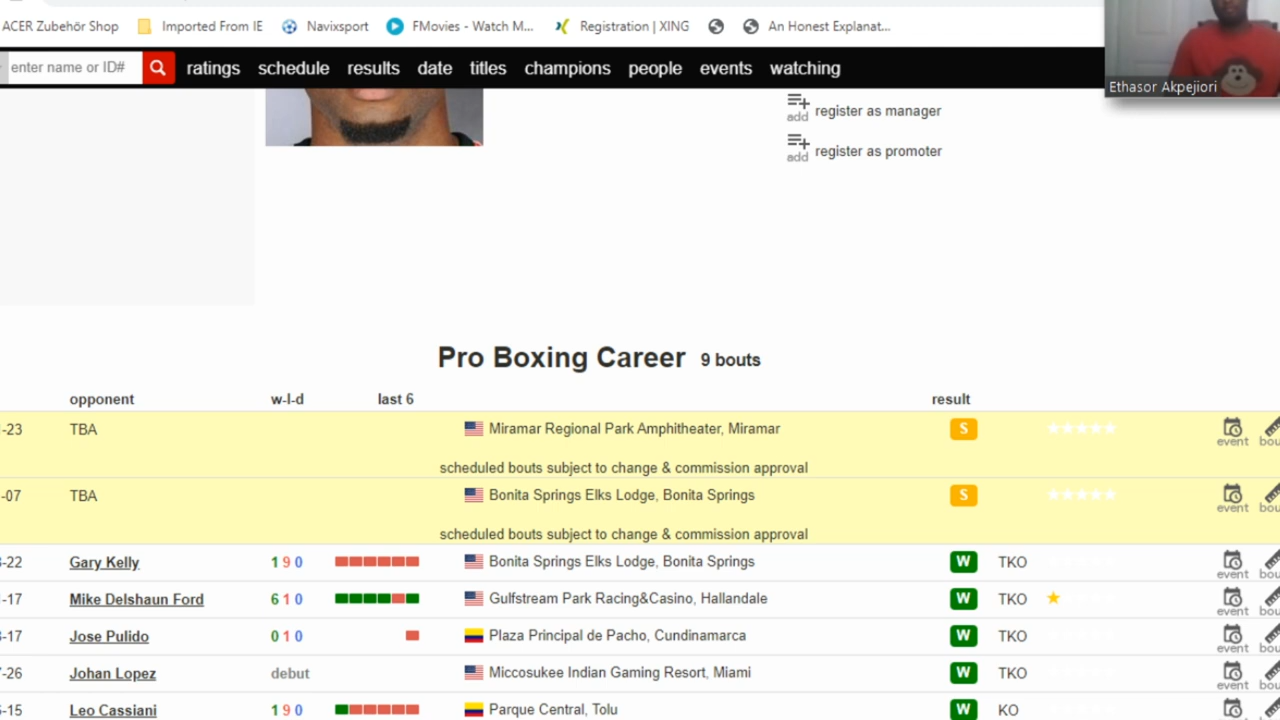 ACER Zubehör Shop Imported From IE Navixsport FMovies - Watch M... Registration | XING An Honest Explanat...
enter name or ID# ratings schedule results date titles champions people events watching
Ethasor Akpejiori
add register as manager
add register as promoter
Pro Boxing Career 9 bouts
opponent w-l-d last 6 result
-23 TBA Miramar Regional Park Amphitheater, Miramar S event
scheduled bouts subject to change & commission approval
-07 TBA Bonita Springs Elks Lodge, Bonita Springs S event
scheduled bouts subject to change & commission approval
-22 Gary Kelly 1 9 0 Bonita Springs Elks Lodge, Bonita Springs W TKO event
-17 Mike Delshaun Ford 6 1 0 Gulfstream Park Racing&Casino, Hallandale W TKO event
-17 Jose Pulido 0 1 0 Plaza Principal de Pacho, Cundinamarca W TKO event
-26 Johan Lopez debut Miccosukee Indian Gaming Resort, Miami W TKO event
-15 Leo Cassiani 1 9 0 Parque Central, Tolu W KO